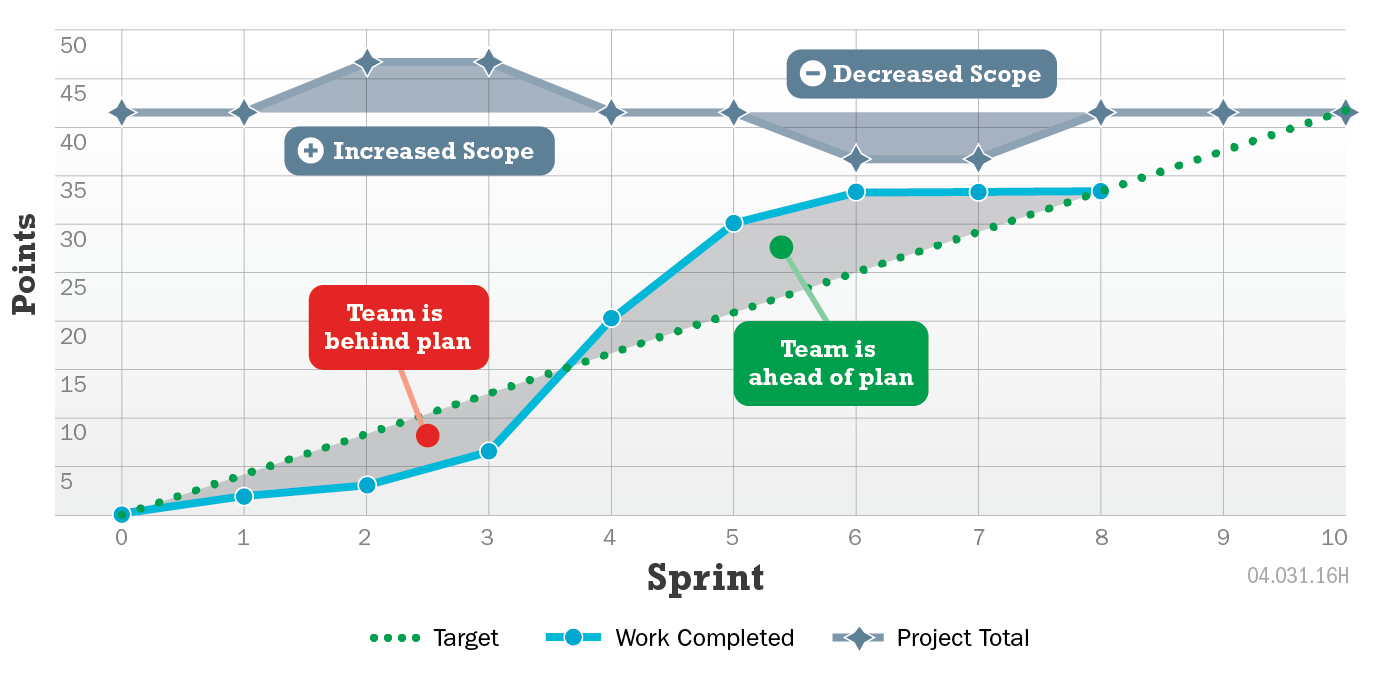 50
45
40
35
30
25
20
15
10
5
Points
Decreased Scope
Increased Scope
Team is
behind plan
Team is
ahead of plan
0 1 2 3 4 5 6 7 8 9 10
Sprint
04.031.16H
Target Work Completed Project Total